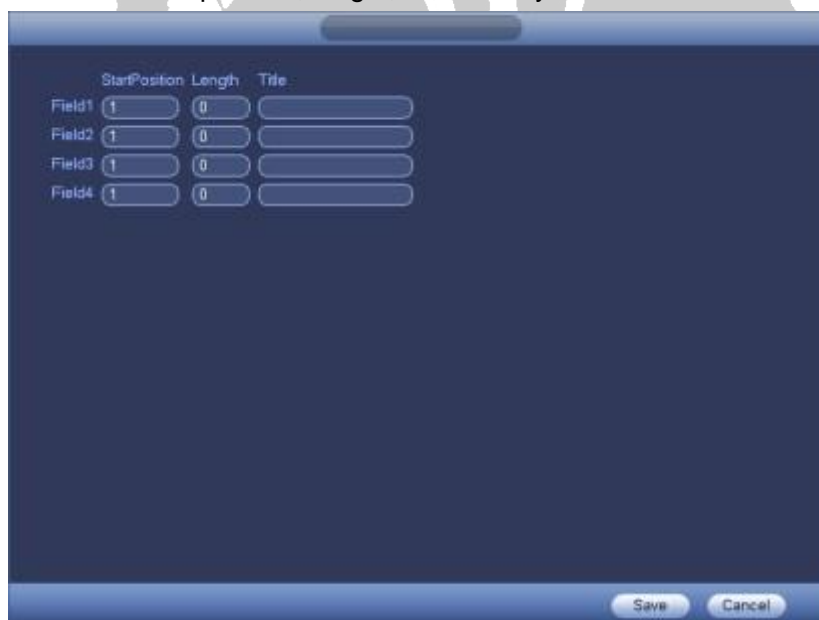 StartPosition Length Title
Field1 1 0
Field2 1 0
Field3 1 0
Field4 1 0
Save Cancel